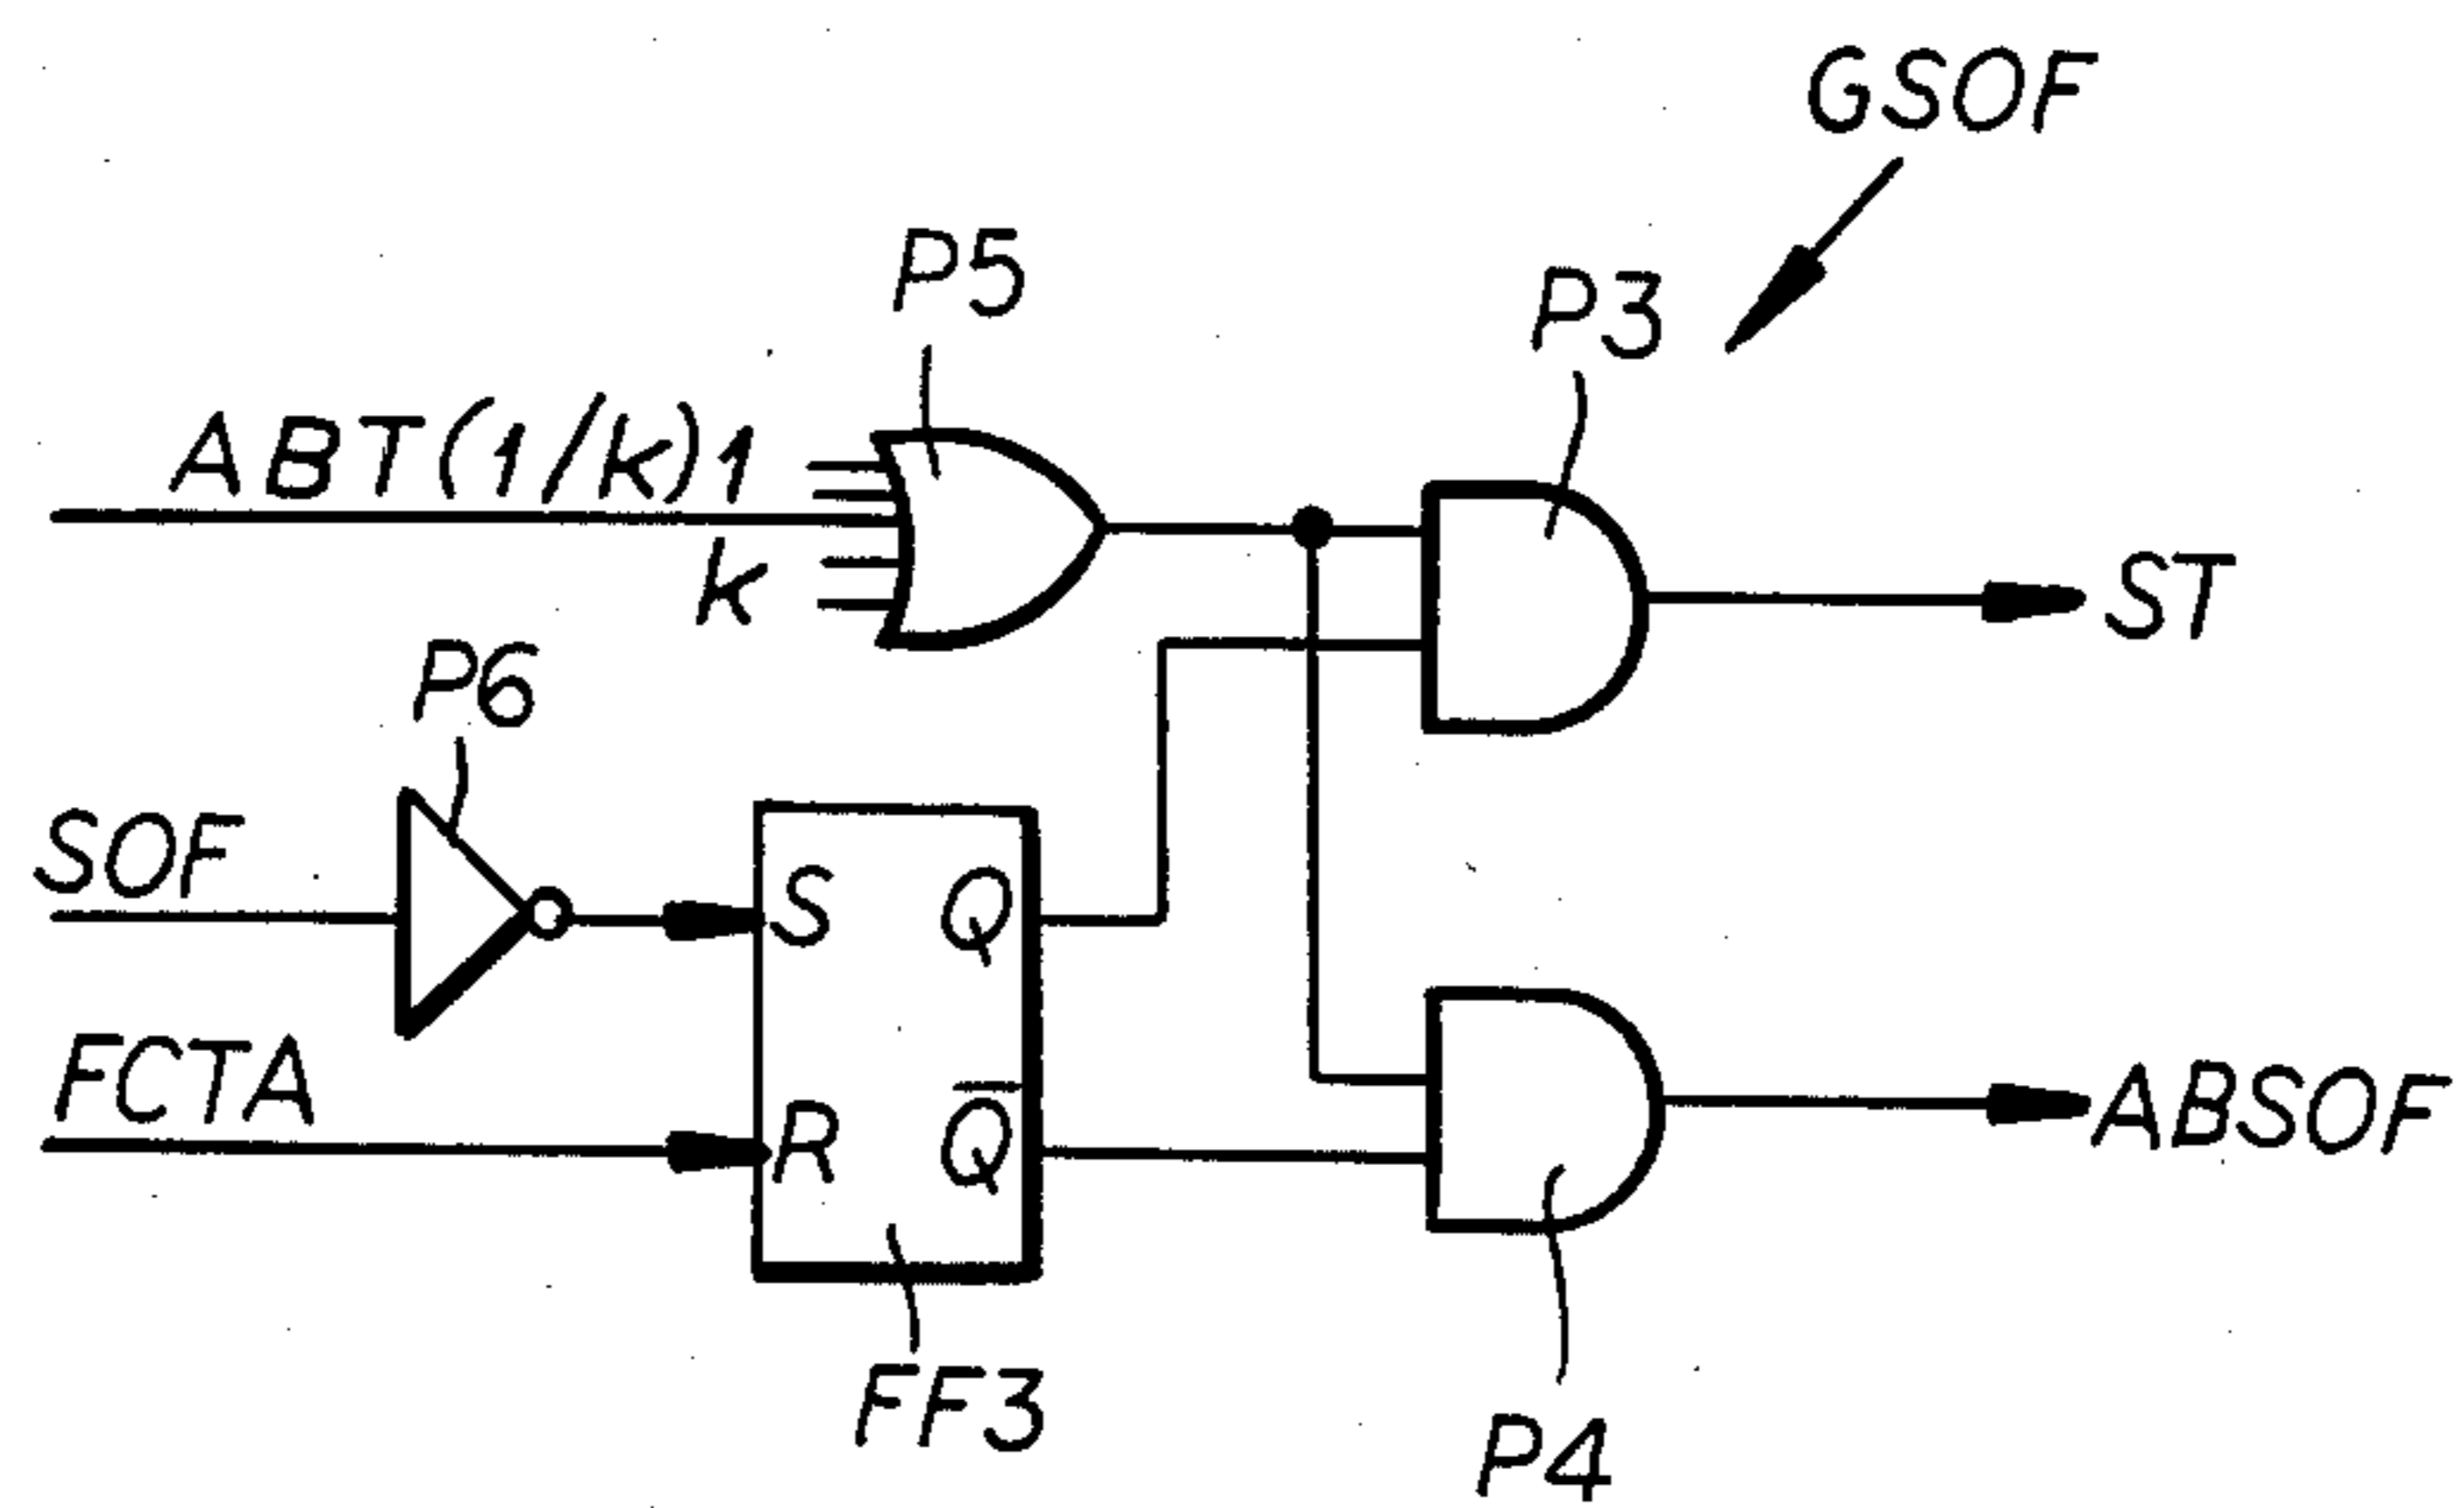 GSOF
P5
P3
ABT(1/k)1
k
ST
P6
SOF
S
Q
FCTA
R
Q̅
ABSOF
FF3
P4